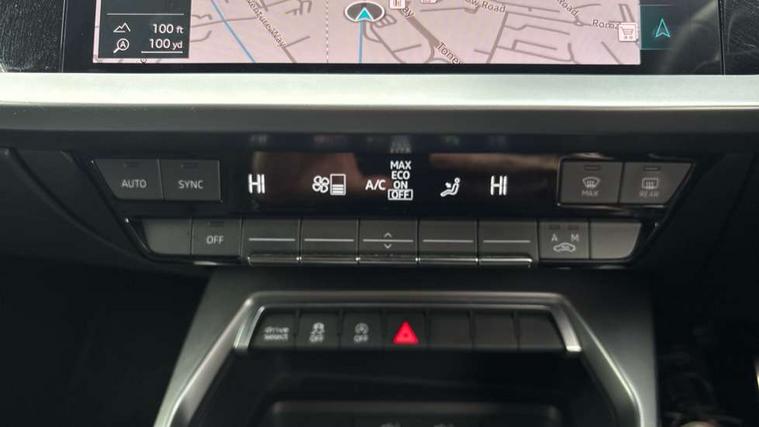 100 ft
100 yd
Road
Toner
AUTO
SYNC
HI
A/C
MAX
ECO
ON
OFF
HI
MAX
REAR
OFF
A M
drive
select
OFF
OFF